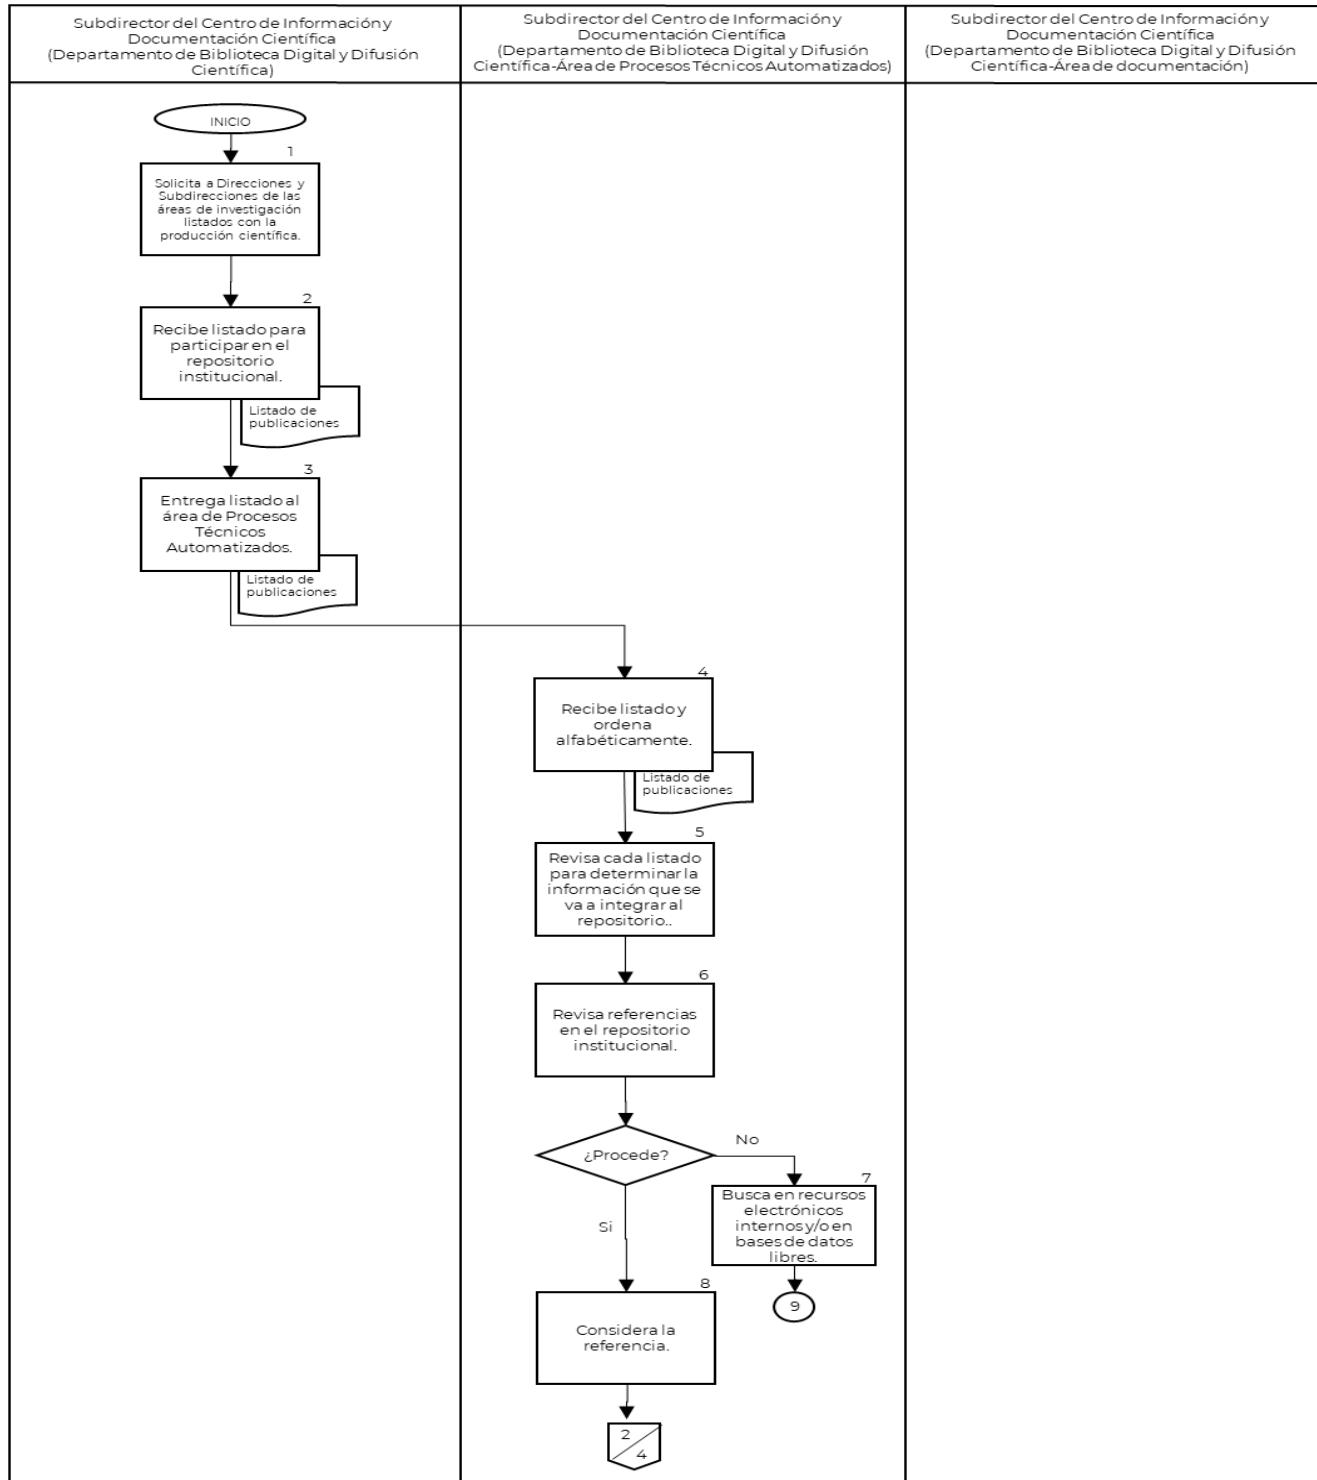 Subdirector del Centro de Información y
Documentación Científica
(Departamento de Biblioteca Digital y Difusión
Científica)
Subdirector del Centro de Información y
Documentación Científica
(Departamento de Biblioteca Digital y Difusión
Científica-Área de Procesos Técnicos Automatizados)
Subdirector del Centro de Información y
Documentación Científica
(Departamento de Biblioteca Digital y Difusión
Científica-Área de documentación)
INICIO
1
Solicita a Direcciones y
Subdirecciones de las
áreas de investigación
listados con la
producción científica.
2
Recibe listado para
participar en el
repositorio
institucional.
Listado de
publicaciones
3
Entrega listado al
área de Procesos
Técnicos
Automatizados.
Listado de
publicaciones
4
Recibe listado y
ordena
alfabéticamente.
Listado de
publicaciones
5
Revisa cada listado
para determinar la
información que se
va a integrar al
repositorio..
6
Revisa referencias
en el repositorio
institucional.
¿Procede?
No
7
Busca en recursos
electrónicos
internos y/o en
bases de datos
libres.
9
Si
8
Considera la
referencia.
2
4